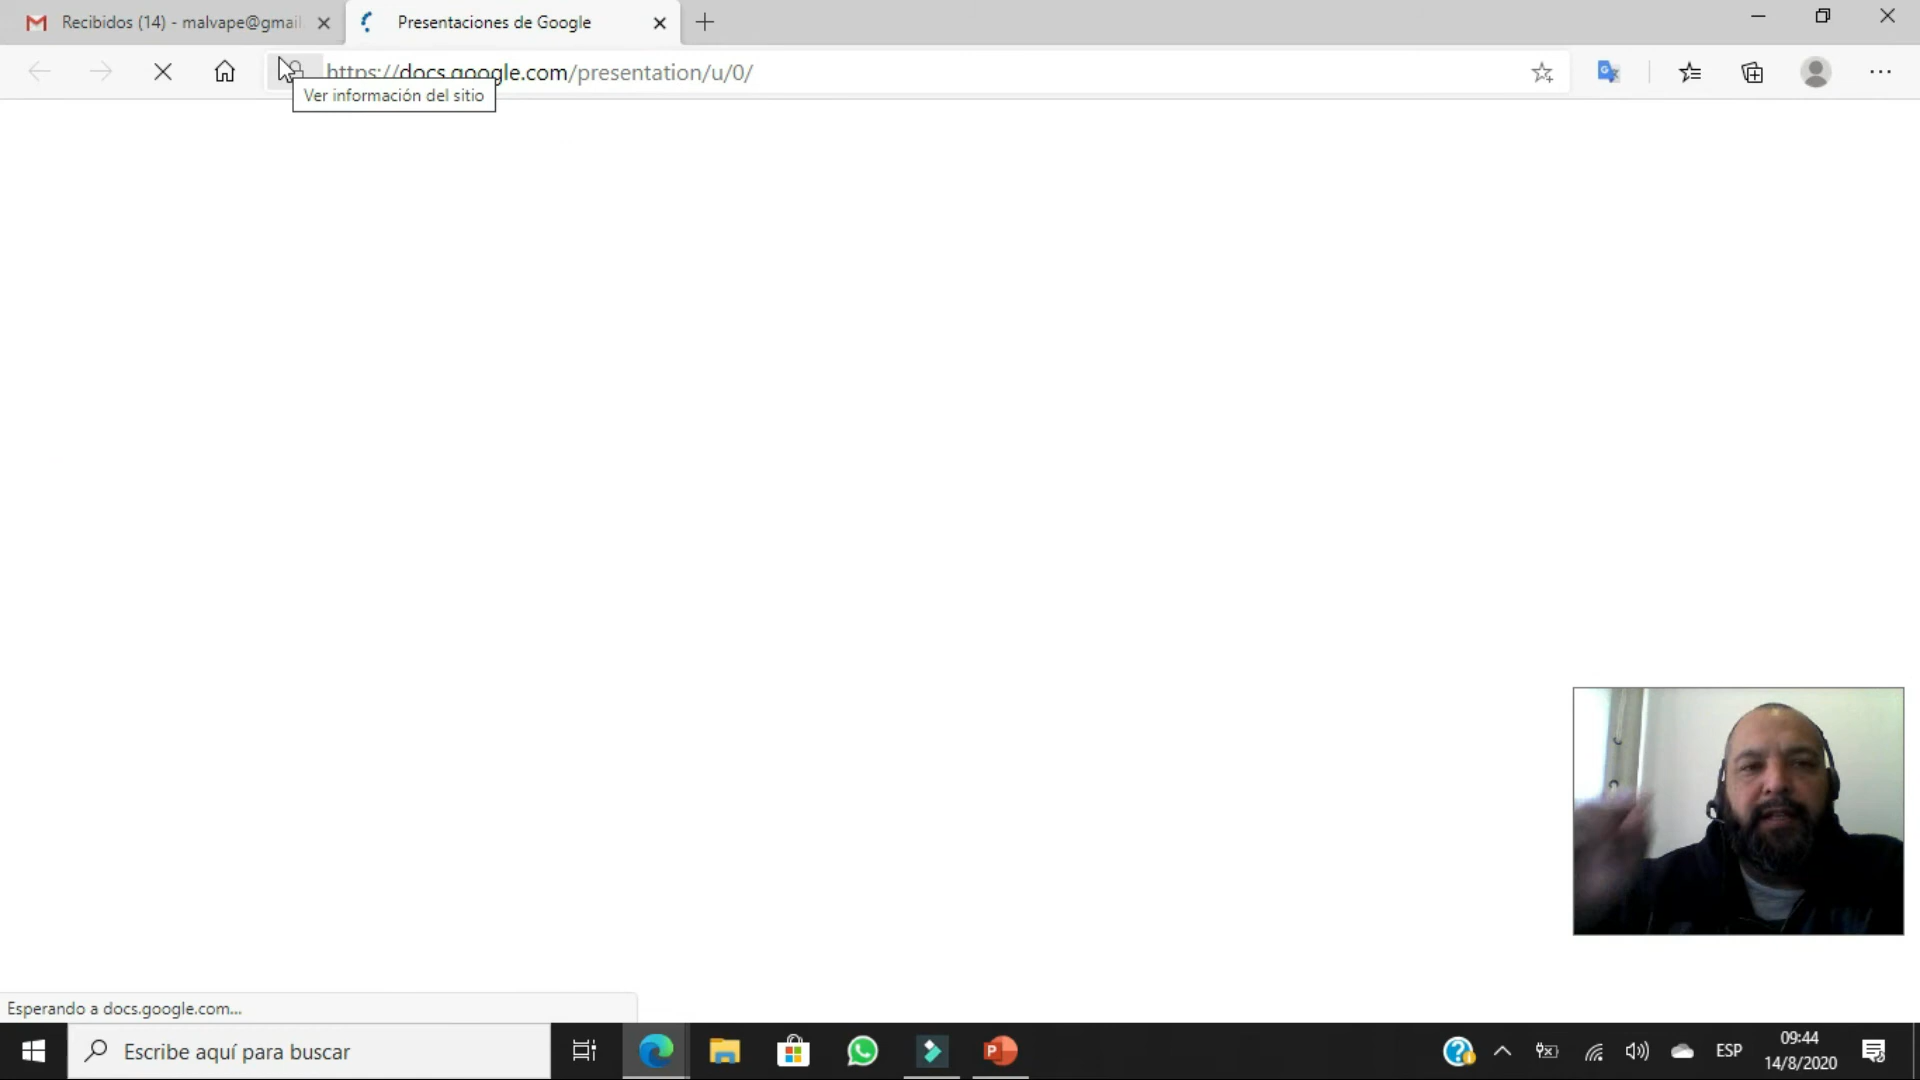 Recibidos (14) - malvape@gmail
Presentaciones de Google
https://docs.google.com/presentation/u/0/
Ver información del sitio
Esperando a docs.google.com...
Escribe aquí para buscar
ESP
09:44
14/8/2020